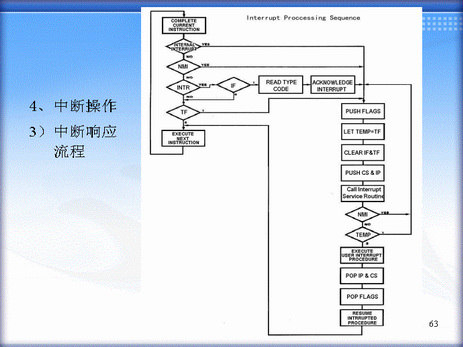 Interrupt Proccessing Sequence
COMPLETE
CURRENT
INSTRUCTION
INTERNAL
INTERRUPT
YES
NO
NMI
YES
NO
INTR
YES
IF
READ TYPE
CODE
ACKNOWLEDGE
INTERRUPT
NO
TF
EXECUTE
NEXT
INSTRUCTION
4、中断操作
3）中断响应
流程
PUSH FLAGS
LET TEMP=TF
CLEAR IF&TF
PUSH CS & IP
Call Interrupt
Service Routine
NMI
YES
NO
TEMP
EXECUTE
USER INTERRUPT
PROCEDURE
POP IP & CS
POP FLAGS
RESUME
INTRRUPTED
PROCEDURE
63